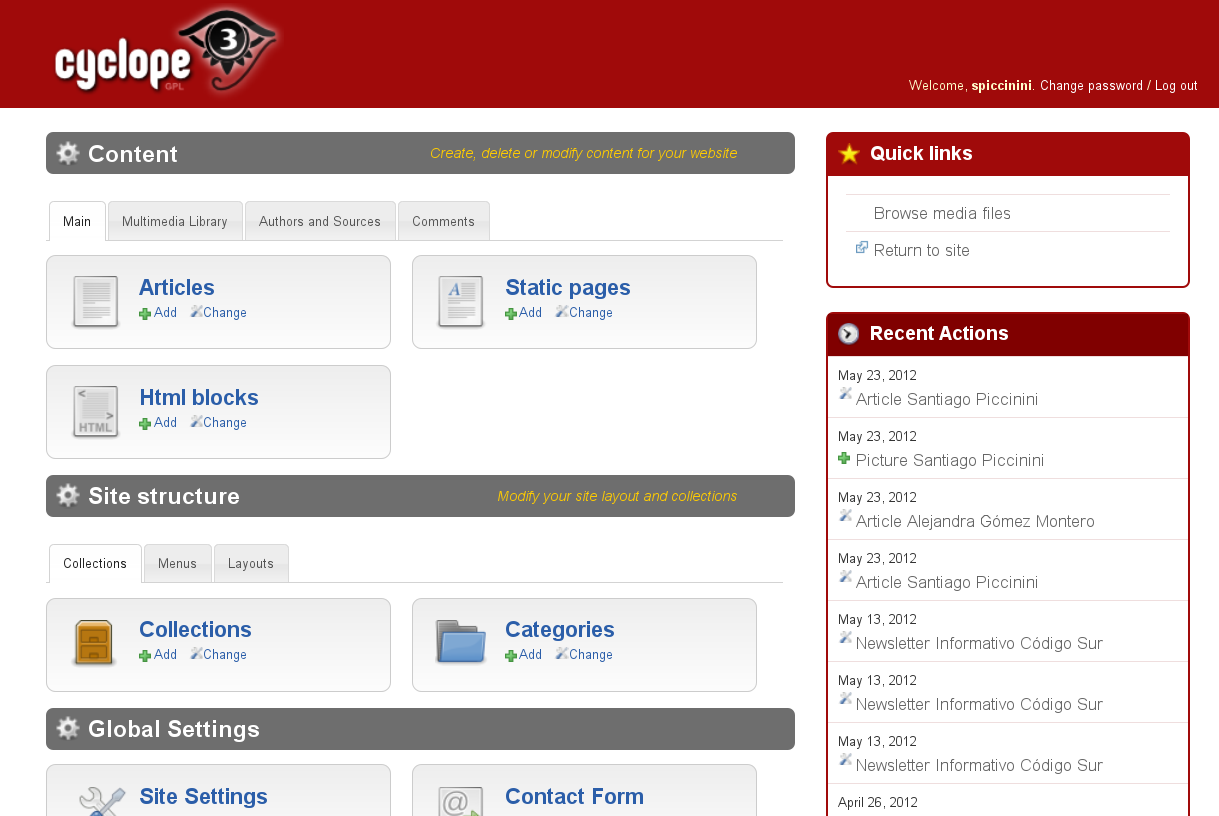 cyclope 3
GPL
Welcome, spiccinini. Change password / Log out
Content
Create, delete or modify content for your website
Main
Multimedia Library
Authors and Sources
Comments
Articles
Add Change
A
Static pages
Add Change
< >
HTML
Html blocks
Add Change
Site structure
Modify your site layout and collections
Collections
Menus
Layouts
Collections
Add Change
Categories
Add Change
Global Settings
Site Settings
@
Contact Form
Quick links
Browse media files
Return to site
Recent Actions
May 23, 2012
Article Santiago Piccinini
May 23, 2012
Picture Santiago Piccinini
May 23, 2012
Article Alejandra Gómez Montero
May 23, 2012
Article Santiago Piccinini
May 13, 2012
Newsletter Informativo Código Sur
May 13, 2012
Newsletter Informativo Código Sur
May 13, 2012
Newsletter Informativo Código Sur
April 26, 2012